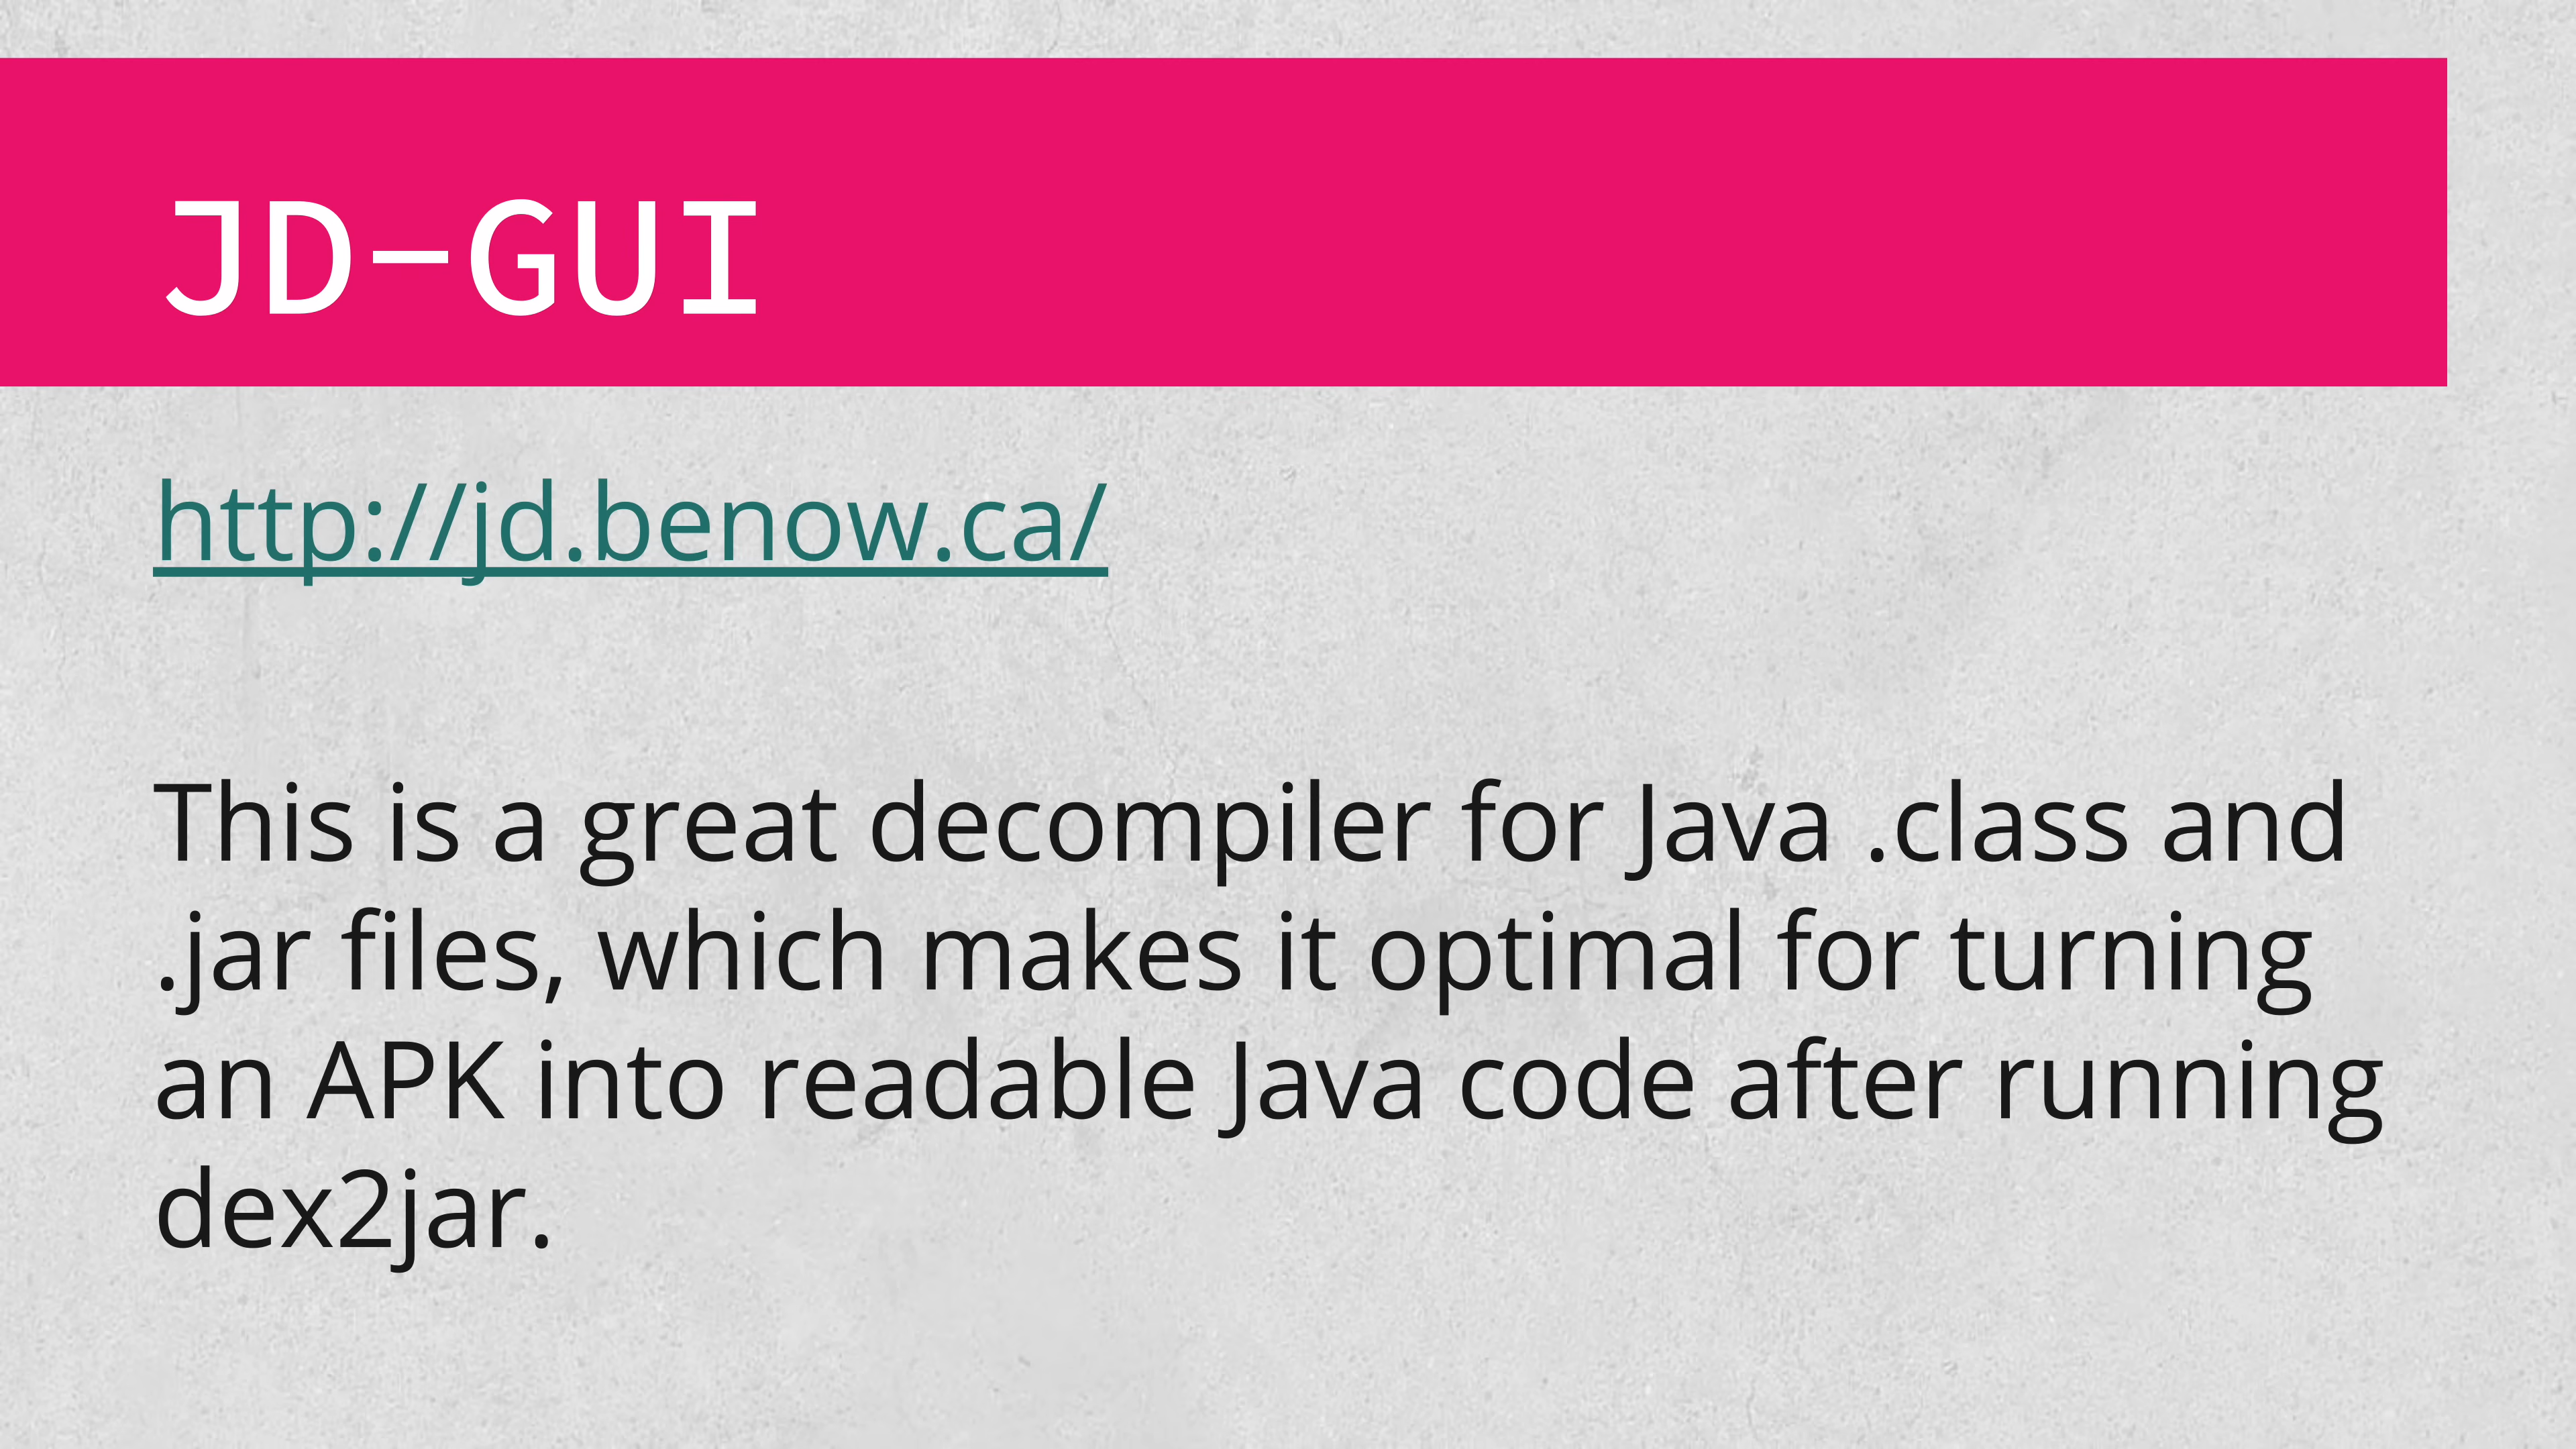 JD-GUI
http://jd.benow.ca/
This is a great decompiler for Java .class and
.jar files, which makes it optimal for turning
an APK into readable Java code after running
dex2jar.